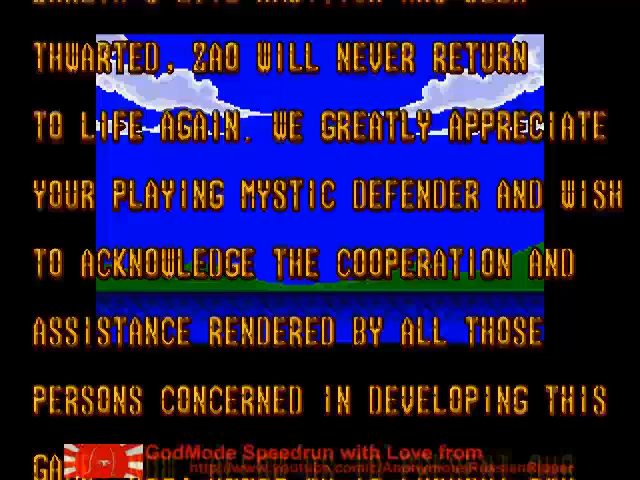 THWARTED, ZAO WILL NEVER RETURN
TO LIFE AGAIN. WE GREATLY APPRECIATE
YOUR PLAYING MYSTIC DEFENDER AND WISH
TO ACKNOWLEDGE THE COOPERATION AND
ASSISTANCE RENDERED BY ALL THOSE
PERSONS CONCERNED IN DEVELOPING THIS
GodMode Speedrun with Love from